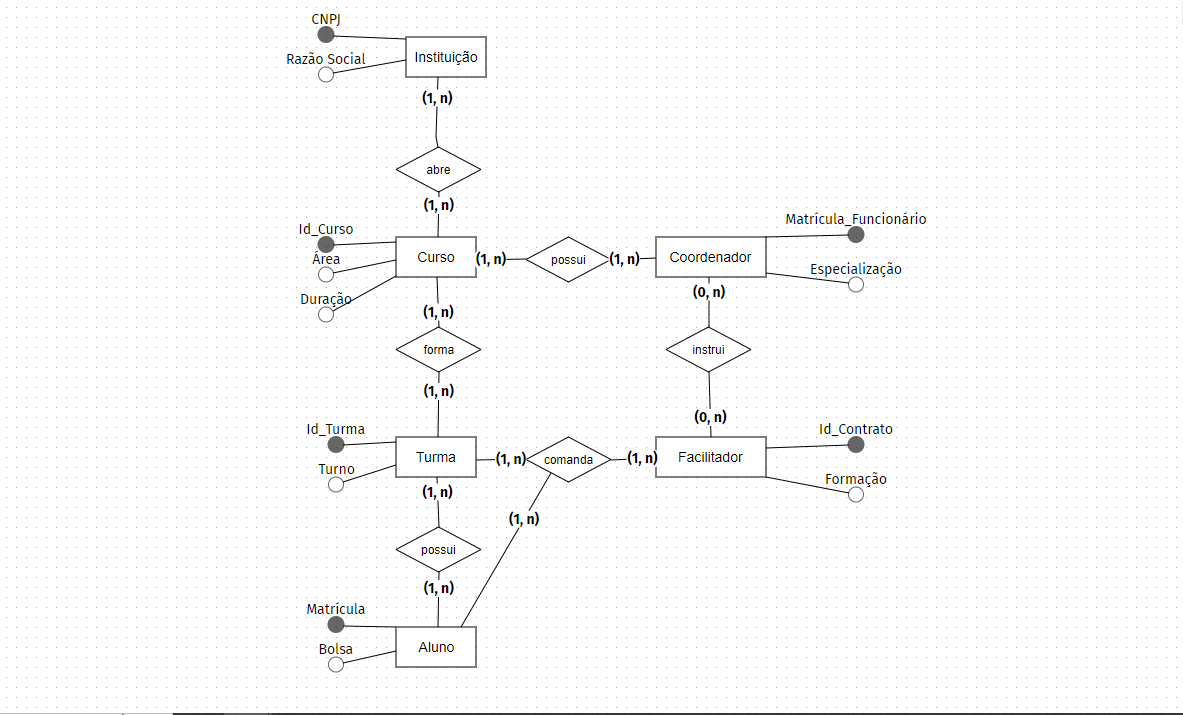 CNPJ
Razão Social
Instituição
(1, n)
abre
(1, n)
Id_Curso
Área
Duração
Curso
(1, n)
possui
(1, n)
Coordenador
Matrícula_Funcionário
Especialização
(1, n)
(0, n)
forma
instrui
(1, n)
(0, n)
Id_Turma
Turno
Turma
(1, n)
comanda
(1, n)
Facilitador
Id_Contrato
Formação
(1, n)
(1, n)
possui
(1, n)
Matrícula
Bolsa
Aluno